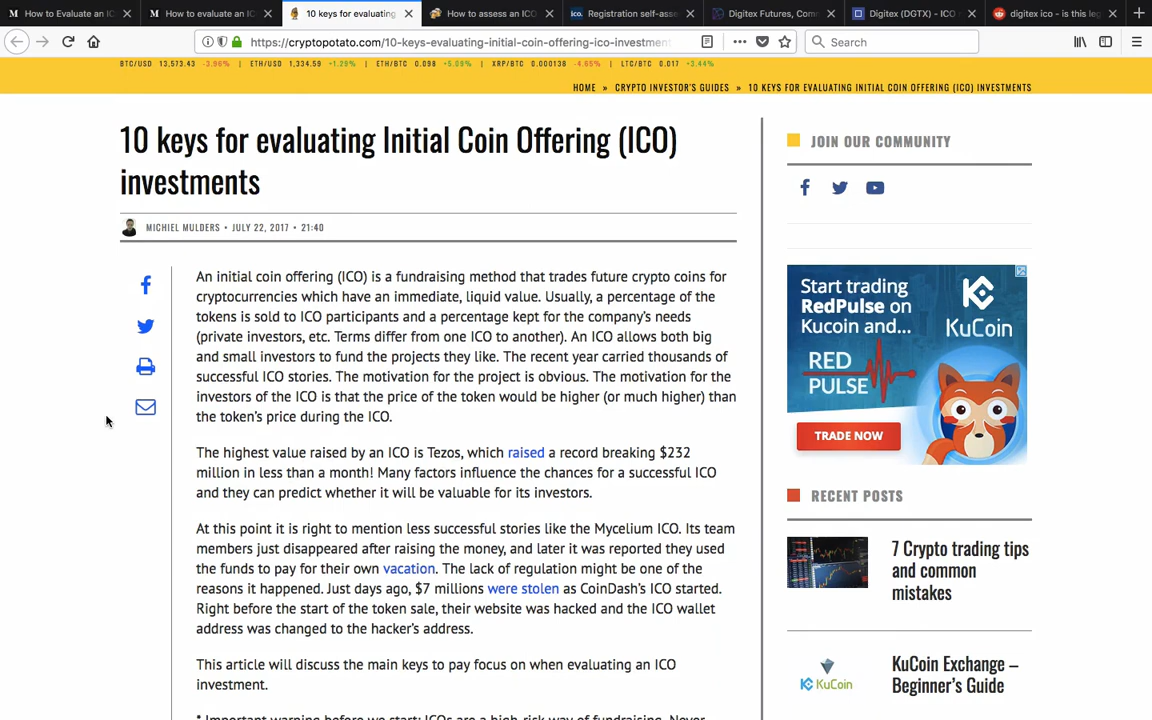 How to Evaluate an IC
How to evaluate an IC
10 keys for evaluating
How to assess an ICO
Registration self-asse
Digitex Futures, Com
Digitex (DGTX) - ICO
digitex ico - is this leg
https://cryptopotato.com/10-keys-evaluating-initial-coin-offering-ico-investment
Search
BTC/USD 13,573.43 -3.96% | ETH/USD 1,334.59 +1.29% | ETH/BTC 0.098 +5.09% | XRP/BTC 0.000138 -4.65% | LTC/BTC 0.017 +3.44%
HOME » CRYPTO INVESTOR'S GUIDES » 10 KEYS FOR EVALUATING INITIAL COIN OFFERING (ICO) INVESTMENTS
10 keys for evaluating Initial Coin Offering (ICO)
investments
MICHIEL MULDERS • JULY 22, 2017 • 21:40
An initial coin offering (ICO) is a fundraising method that trades future crypto coins for
cryptocurrencies which have an immediate, liquid value. Usually, a percentage of the
tokens is sold to ICO participants and a percentage kept for the company's needs
(private investors, etc. Terms differ from one ICO to another). An ICO allows both big
and small investors to fund the projects they like. The recent year carried thousands of
successful ICO stories. The motivation for the project is obvious. The motivation for the
investors of the ICO is that the price of the token would be higher (or much higher) than
the token's price during the ICO.
The highest value raised by an ICO is Tezos, which raised a record breaking $232
million in less than a month! Many factors influence the chances for a successful ICO
and they can predict whether it will be valuable for its investors.
At this point it is right to mention less successful stories like the Mycelium ICO. Its team
members just disappeared after raising the money, and later it was reported they used
the funds to pay for their own vacation. The lack of regulation might be one of the
reasons it happened. Just days ago, $7 millions were stolen as CoinDash's ICO started.
Right before the start of the token sale, their website was hacked and the ICO wallet
address was changed to the hacker's address.
This article will discuss the main keys to pay focus on when evaluating an ICO
investment.
* Important warning before we start: ICOs are a high-risk way of fundraising. Never
JOIN OUR COMMUNITY
Start trading
RedPulse on
Kucoin and...
KuCoin
RED
PULSE
TRADE NOW
RECENT POSTS
7 Crypto trading tips
and common
mistakes
KuCoin
KuCoin Exchange –
Beginner's Guide